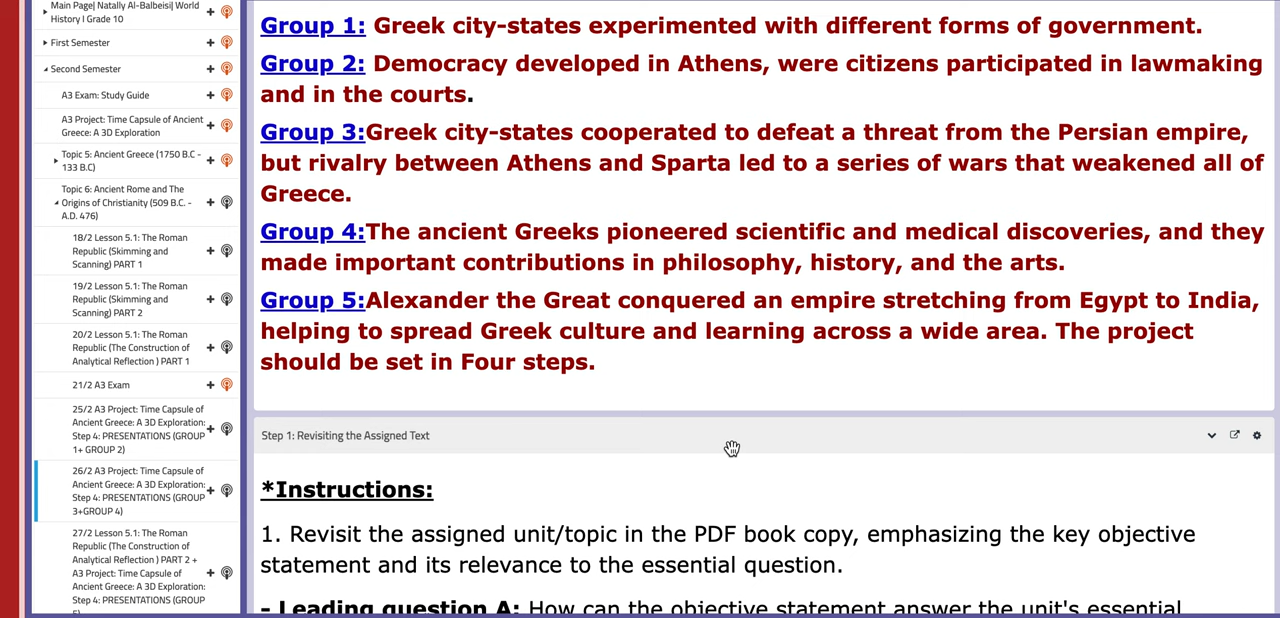 Main Page| Natally Al-Balbeisi| World
History I Grade 10
First Semester
Second Semester
A3 Exam: Study Guide
A3 Project: Time Capsule of Ancient
Greece: A 3D Exploration
Topic 5: Ancient Greece (1750 B.C -
133 B.C)
Topic 6: Ancient Rome and The
Origins of Christianity (509 B.C. -
A.D. 476)
18/2 Lesson 5.1: The Roman
Republic (Skimming and
Scanning) PART 1
19/2 Lesson 5.1: The Roman
Republic (Skimming and
Scanning) PART 2
20/2 Lesson 5.1: The Roman
Republic (The Construction of
Analytical Reflection ) PART 1
21/2 A3 Exam
25/2 A3 Project: Time Capsule of
Ancient Greece: A 3D Exploration:
Step 4: PRESENTATIONS (GROUP
1+ GROUP 2)
26/2 A3 Project: Time Capsule of
Ancient Greece: A 3D Exploration:
Step 4: PRESENTATIONS (GROUP
3+GROUP 4)
27/2 Lesson 5.1: The Roman
Republic (The Construction of
Analytical Reflection ) PART 2 +
A3 Project: Time Capsule of
Ancient Greece: A 3D Exploration:
Step 4: PRESENTATIONS (GROUP
Group 1: Greek city-states experimented with different forms of government.
Group 2: Democracy developed in Athens, were citizens participated in lawmaking
and in the courts.
Group 3:Greek city-states cooperated to defeat a threat from the Persian empire,
but rivalry between Athens and Sparta led to a series of wars that weakened all of
Greece.
Group 4:The ancient Greeks pioneered scientific and medical discoveries, and they
made important contributions in philosophy, history, and the arts.
Group 5:Alexander the Great conquered an empire stretching from Egypt to India,
helping to spread Greek culture and learning across a wide area. The project
should be set in Four steps.
Step 1: Revisiting the Assigned Text
*Instructions:
1. Revisit the assigned unit/topic in the PDF book copy, emphasizing the key objective
statement and its relevance to the essential question.
- Leading question A: How can the objective statement answer the unit's essential